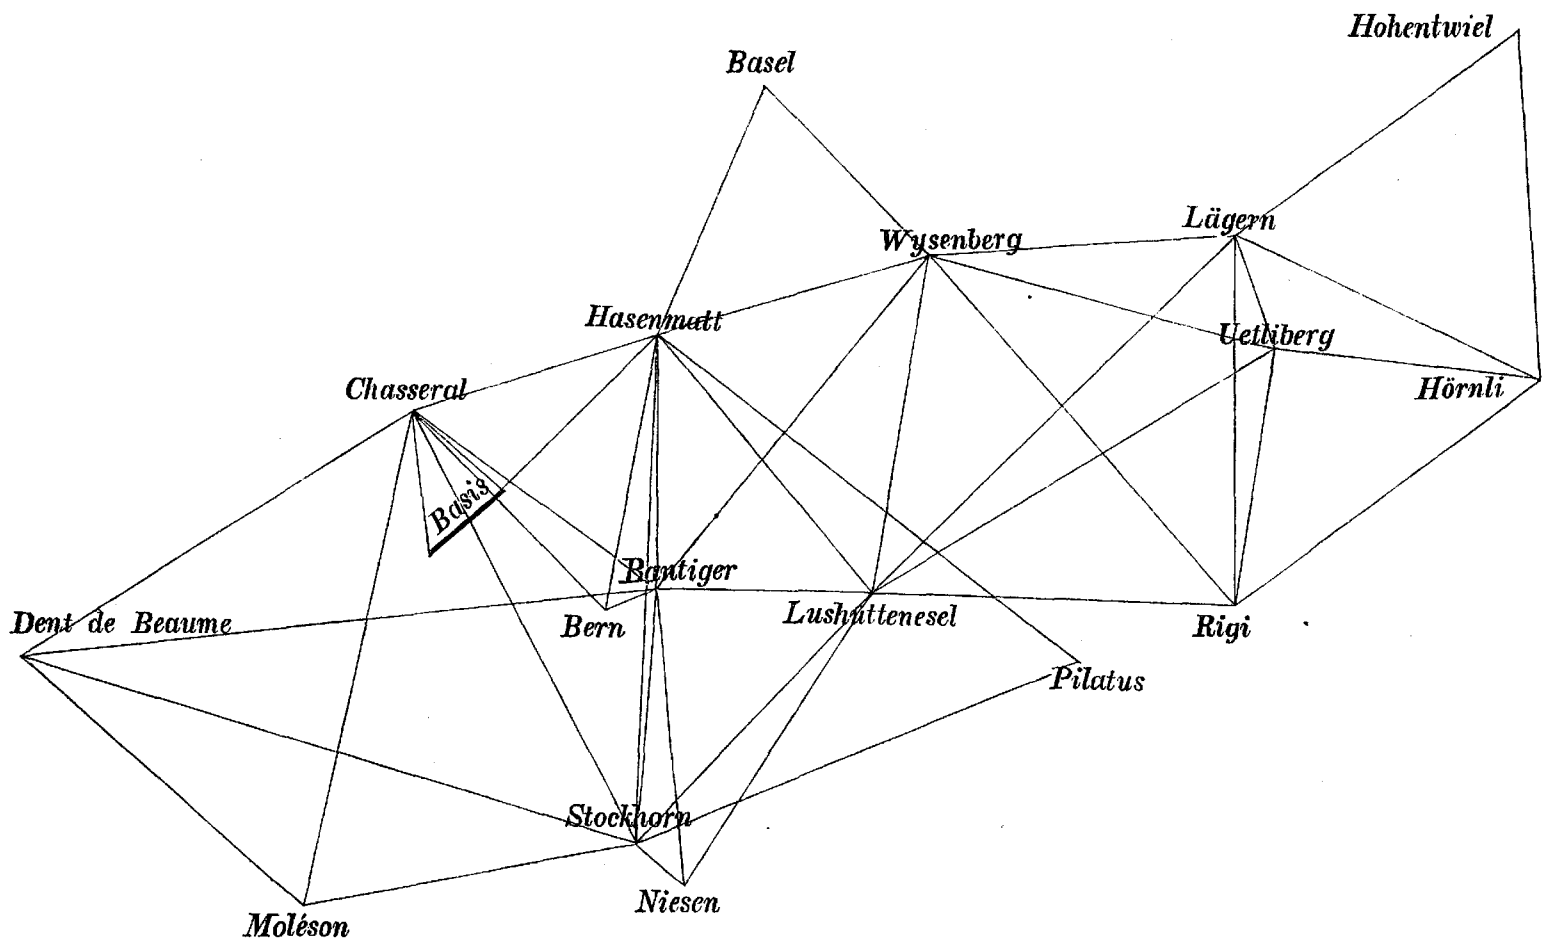 Hohentwiel
Basel
Lägern
Wysenberg
Hasenmatt
Uetliberg
Chasseral
Hörnli
Basis
Bantiger
Dent de Beaume
Bern
Lushüttenesel
Rigi
Pilatus
Stockhorn
Niesen
Moléson